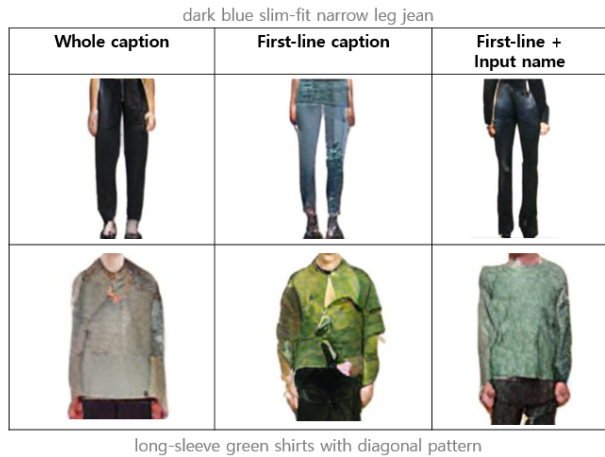 dark blue slim-fit narrow leg jean
Whole caption
First-line caption
First-line +
Input name
long-sleeve green shirts with diagonal pattern